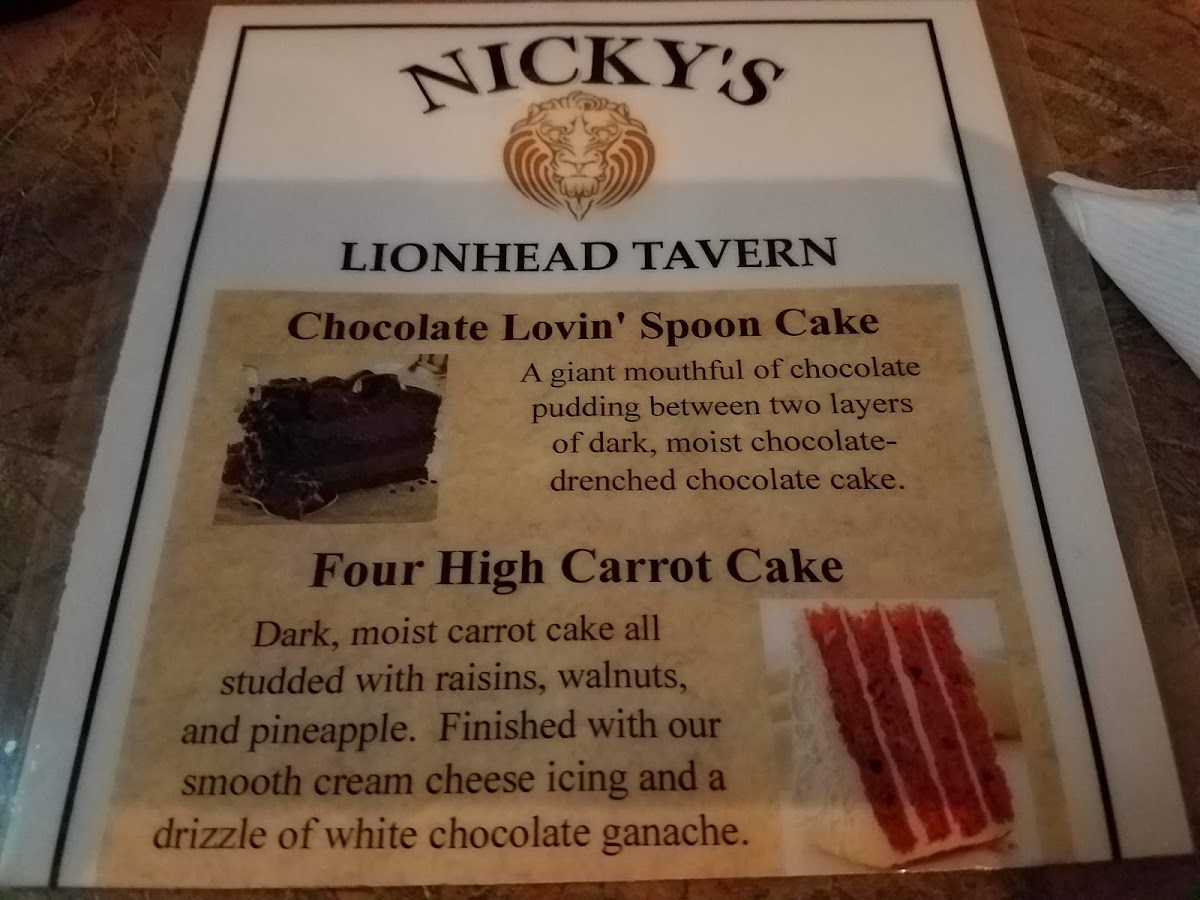 NICKY'S
LIONHEAD TAVERN
Chocolate Lovin' Spoon Cake
A giant mouthful of chocolate
pudding between two layers
of dark, moist chocolate-
drenched chocolate cake.
Four High Carrot Cake
Dark, moist carrot cake all
studded with raisins, walnuts,
and pineapple. Finished with our
smooth cream cheese icing and a
drizzle of white chocolate ganache.